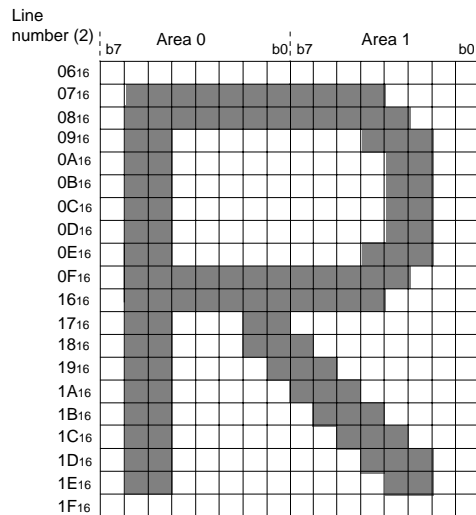 Line
number (2)
b7 Area 0 b0 b7 Area 1 b0
06₁₆
07₁₆
08₁₆
09₁₆
0A₁₆
0B₁₆
0C₁₆
0D₁₆
0E₁₆
0F₁₆
16₁₆
17₁₆
18₁₆
19₁₆
1A₁₆
1B₁₆
1C₁₆
1D₁₆
1E₁₆
1F₁₆